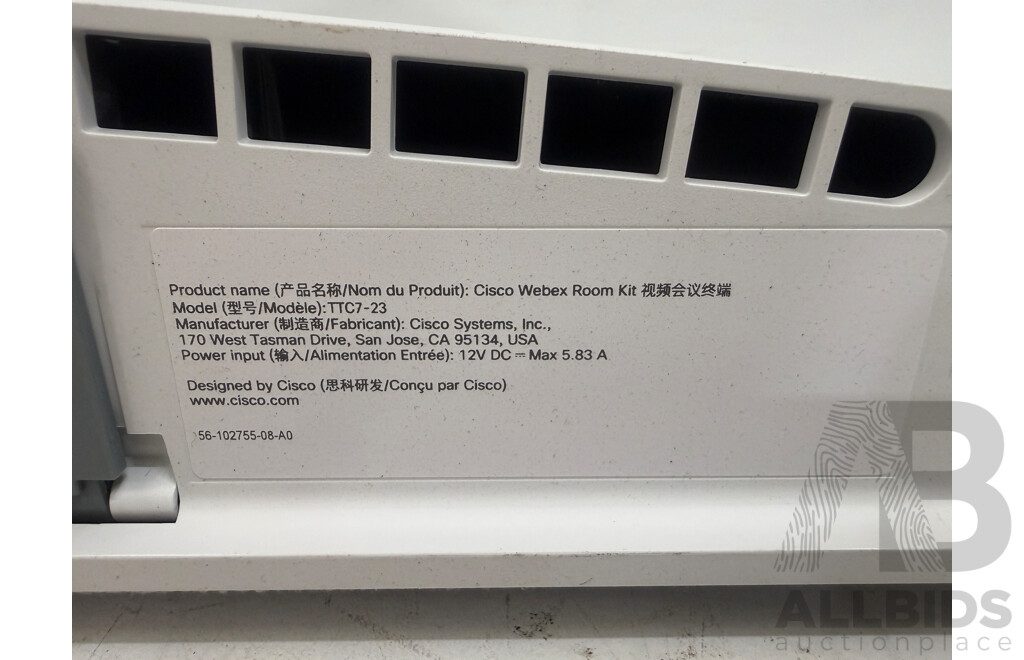 Product name (产品名称/Nom du Produit): Cisco Webex Room Kit 视频会议终端
Model (型号/Modèle):TTC7-23
Manufacturer (制造商/Fabricant): Cisco Systems, Inc.,
170 West Tasman Drive, San Jose, CA 95134, USA
Power input (输入/Alimentation Entrée): 12V DC ⎓ Max 5.83 A
Designed by Cisco (思科研发/Conçu par Cisco)
www.cisco.com
56-102755-08-A0
AB
ALLBIDS
auctionplace